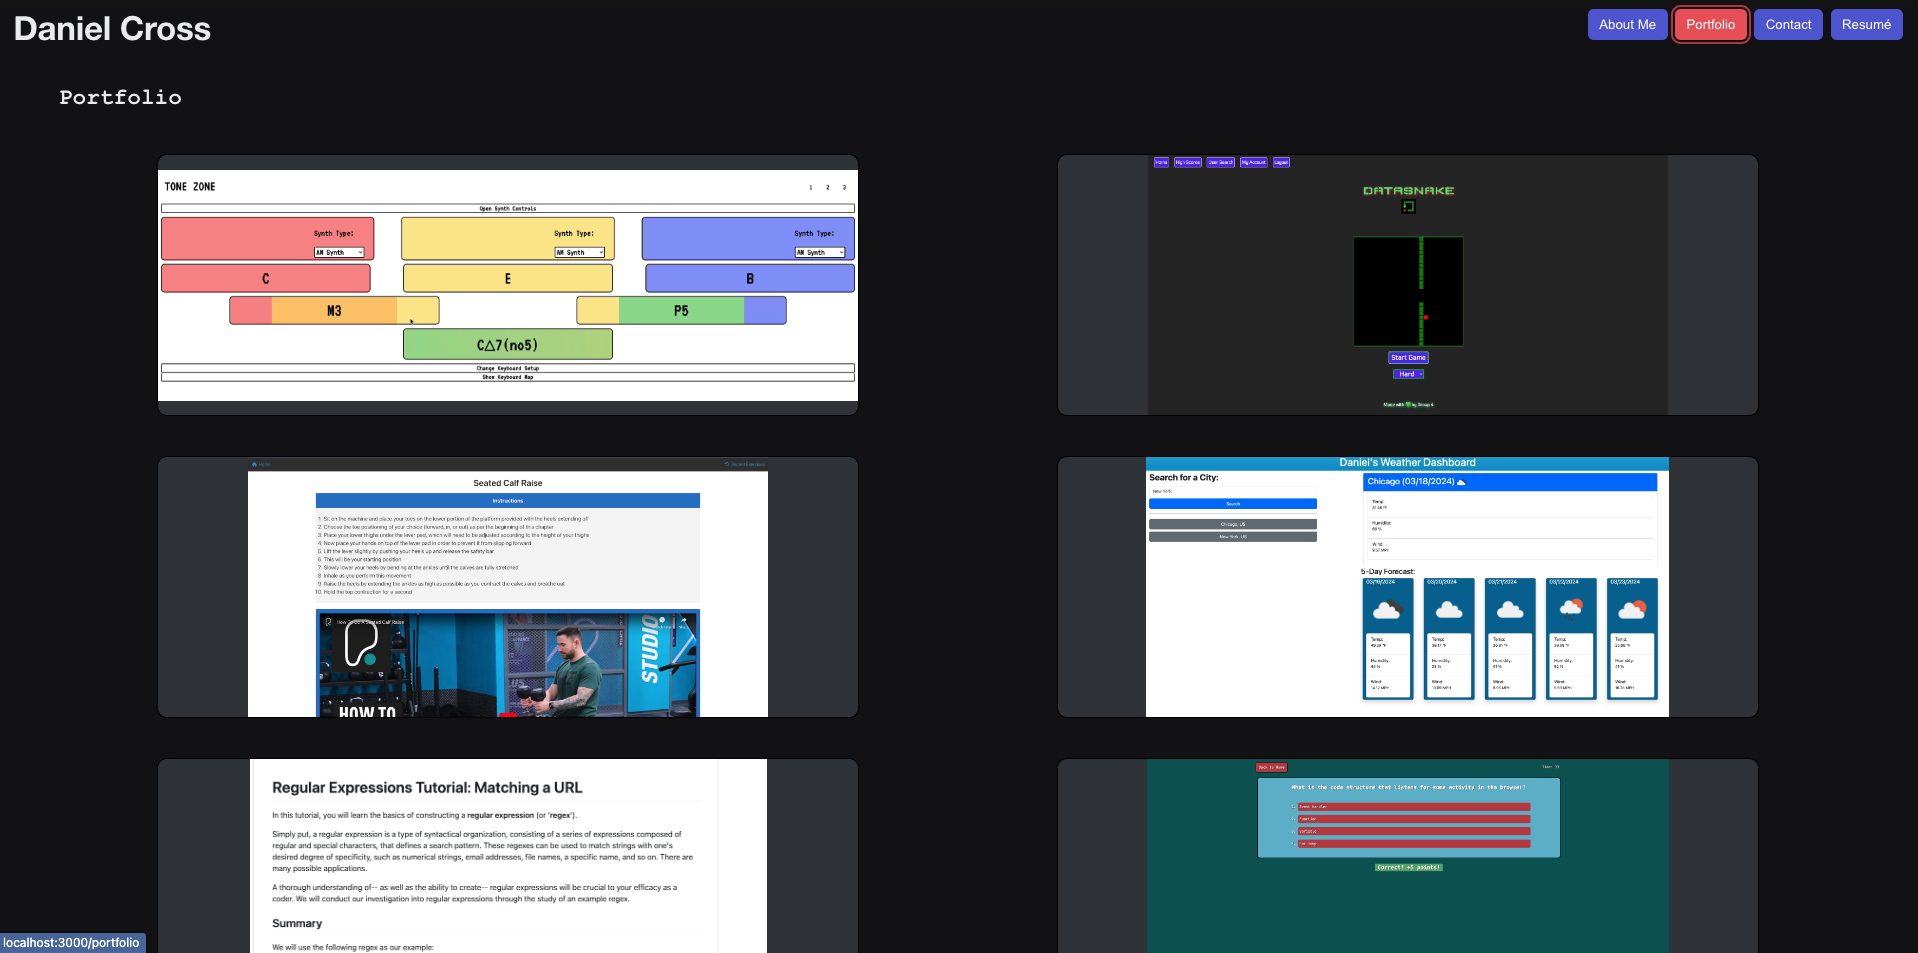 Daniel Cross
About Me
Portfolio
Contact
Resumé
Portfolio
TONE ZONE
1 2 3
Open Synth Controls
Synth Type:
AM Synth
Synth Type:
AM Synth
Synth Type:
AM Synth
C
E
B
M3
P5
C△7(no5)
Change Keyboard Setup
Show Keyboard Map
Home
High Scores
User Search
My Account
Logout
DATASNAKE
Start Game
Hard
Made with 💚 by Group 4
Seated Calf Raise
Instructions
1. Sit on the machine and place your toes on the lower portion of the platform provided with the heels extending off
2. Choose the toe positioning of your choice (forward, in, or out) as per the beginning of this chapter
3. Place your lower thighs under the lever pad, which will need to be adjusted according to the height of your thighs
4. Now place your hands on top of the lever pad in order to prevent it from slipping forward
5. Lift the lever slightly by pushing your heels up and release the safety bar
6. This will be your starting position
7. Slowly lower your heels by bending at the ankles until the calves are fully stretched
8. Inhale as you perform this movement
9. Raise the heels by extending the ankles as high as possible as you contract the calves and breathe out
10. Hold the top contraction for a second
How To Do A Seated Calf Raise
STUDIO
HOW TO
Daniel's Weather Dashboard
Search for a City:
New York
Search
Chicago, US
New York, US
Chicago (03/18/2024)
Temp:
Humidity:
Wind:
9.57 MPH
5-Day Forecast:
03/19/2024
03/20/2024
03/21/2024
03/22/2024
03/23/2024
Temp:
Temp:
Temp:
Temp:
Temp:
Humidity:
Humidity:
Humidity:
Humidity:
Humidity:
Wind:
Wind:
Wind:
Wind:
Wind:
Regular Expressions Tutorial: Matching a URL
In this tutorial, you will learn the basics of constructing a regular expression (or 'regex').
Simply put, a regular expression is a type of syntactical organization, consisting of a series of expressions composed of
regular and special characters, that defines a search pattern. These regexes can be used to match strings with one's
desired degree of specificity, such as numerical strings, email addresses, file names, a specific name, and so on. There are
many possible applications.
A thorough understanding of-- as well as the ability to create-- regular expressions will be crucial to your efficacy as a
coder. We will conduct our investigation into regular expressions through the study of an example regex.
Summary
We will use the following regex as our example:
Back to Home
What is the code structure that listens for some activity in the browser?
Event handler
Function
Variable
For loop
Correct! +5 points!
localhost:3000/portfolio